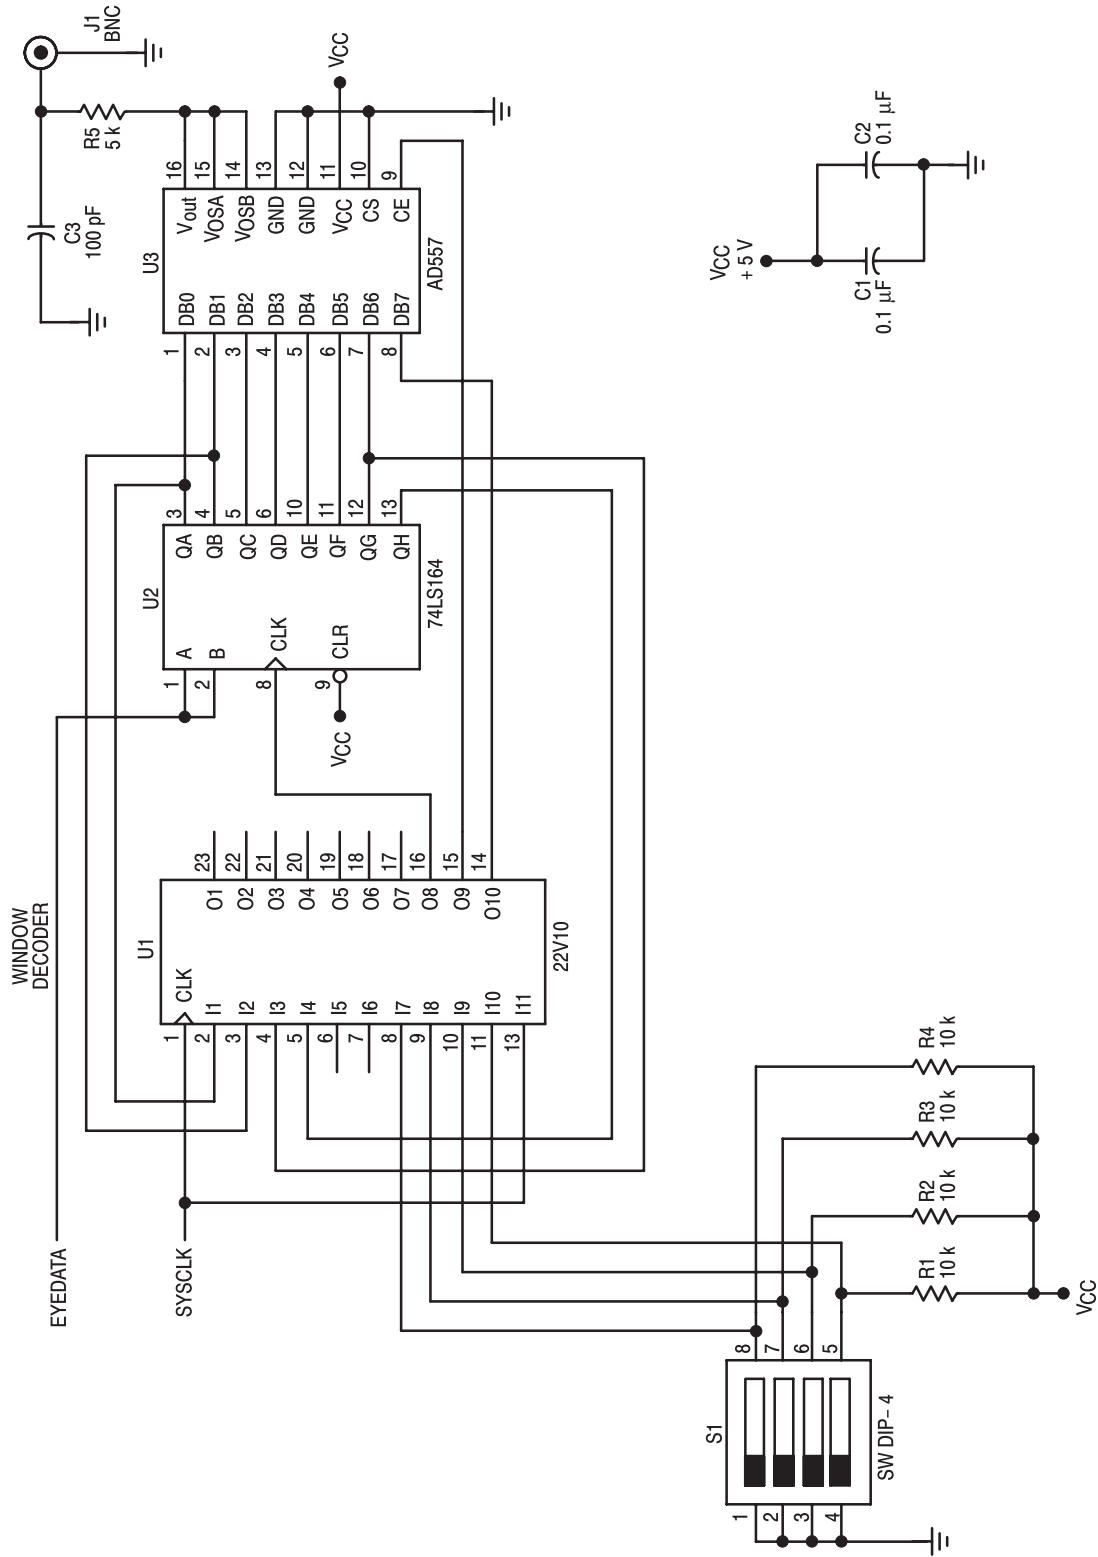 J1
BNC
C3
100 pF
R5
5 k
VCC
U3
16
15
14
13
12
11
10
9
Vout
VOSA
VOSB
GND
GND
VCC
CS
CE
DB0
DB1
DB2
DB3
DB4
DB5
DB6
DB7
AD557
1
2
3
4
5
6
7
8
U2
3
4
5
6
10
11
12
13
QA
QB
QC
QD
QE
QF
QG
QH
A
B
CLK
CLR
74LS164
1
2
8
9
VCC
WINDOW
DECODER
U1
23
22
21
20
19
18
17
16
15
14
O1
O2
O3
O4
O5
O6
O7
O8
O9
O10
CLK
I1
I2
I3
I4
I5
I6
I7
I8
I9
I10
I11
22V10
1
2
3
4
5
6
7
8
9
10
11
13
EYEDATA
SYSCLK
VCC
+ 5 V
C1
0.1 µF
C2
0.1 µF
R4
10 k
R3
10 k
R2
10 k
R1
10 k
VCC
S1
8
7
6
5
1
2
3
4
SW DIP– 4